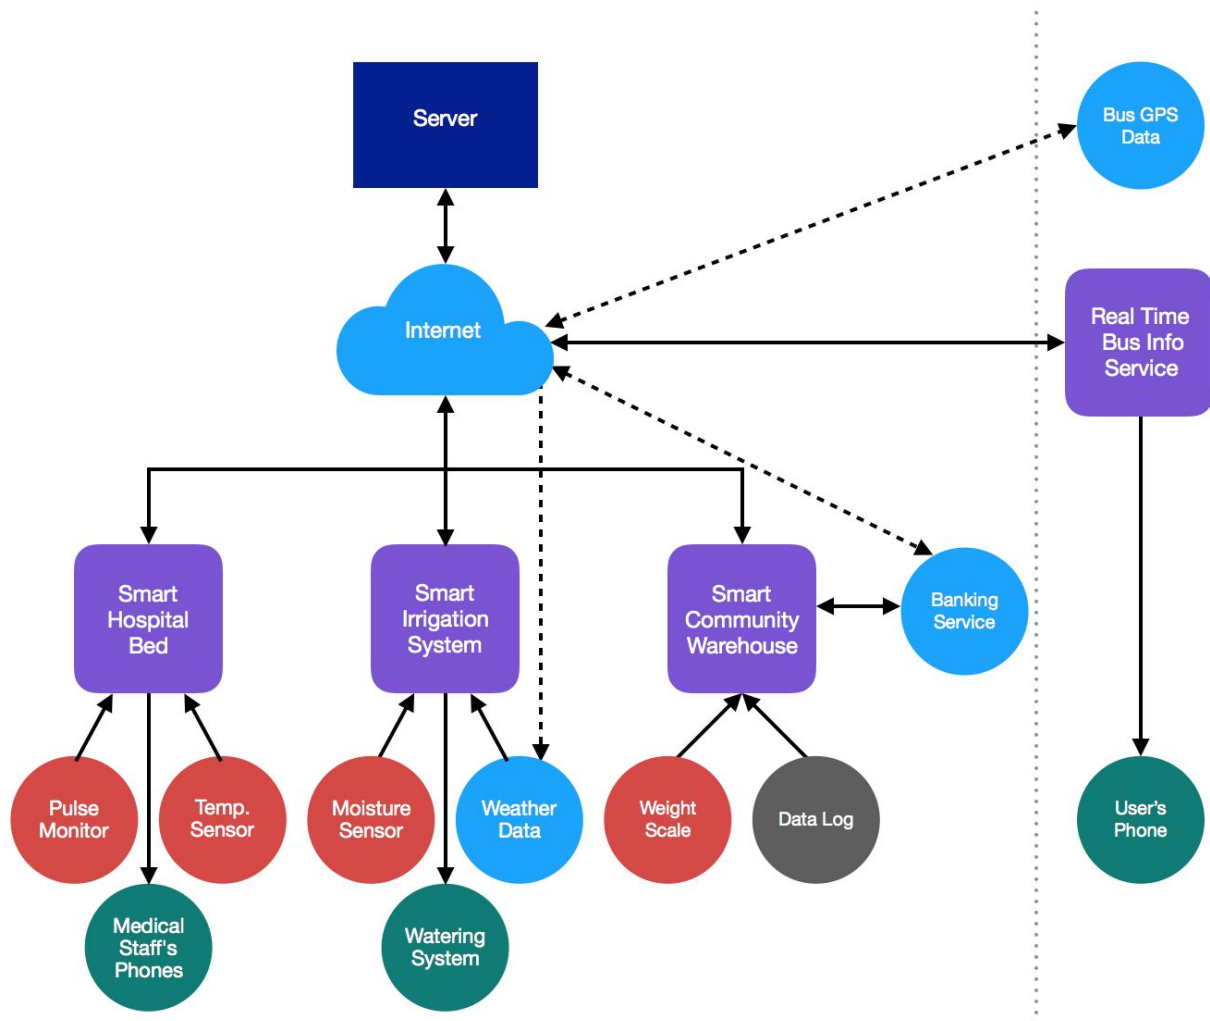 Server
Bus GPS
Data
Internet
Real Time
Bus Info
Service
Smart
Hospital
Bed
Smart
Irrigation
System
Smart
Community
Warehouse
Banking
Service
Pulse
Monitor
Temp.
Sensor
Moisture
Sensor
Weather
Data
Weight
Scale
Data Log
User's
Phone
Medical
Staff's
Phones
Watering
System